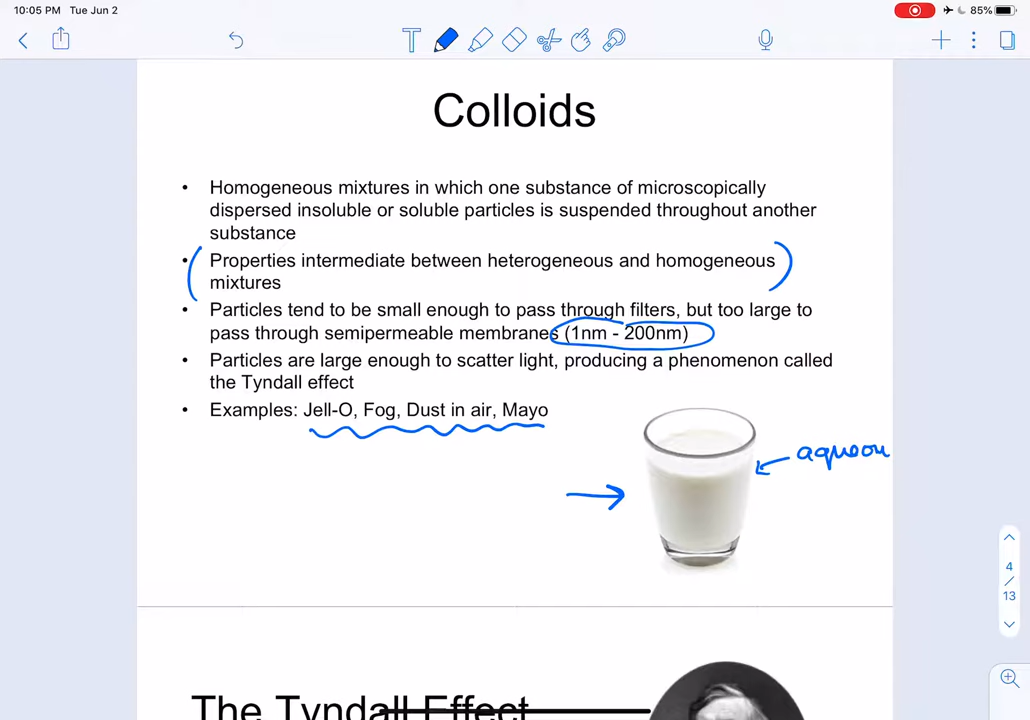 10:05 PM Tue Jun 2
85%
T
Colloids
• Homogeneous mixtures in which one substance of microscopically
dispersed insoluble or soluble particles is suspended throughout another
substance
• Properties intermediate between heterogeneous and homogeneous
mixtures
• Particles tend to be small enough to pass through filters, but too large to
pass through semipermeable membranes (1nm - 200nm)
• Particles are large enough to scatter light, producing a phenomenon called
the Tyndall effect
• Examples: Jell-O, Fog, Dust in air, Mayo
aqueou
4
/
13
The Tyndall Effect